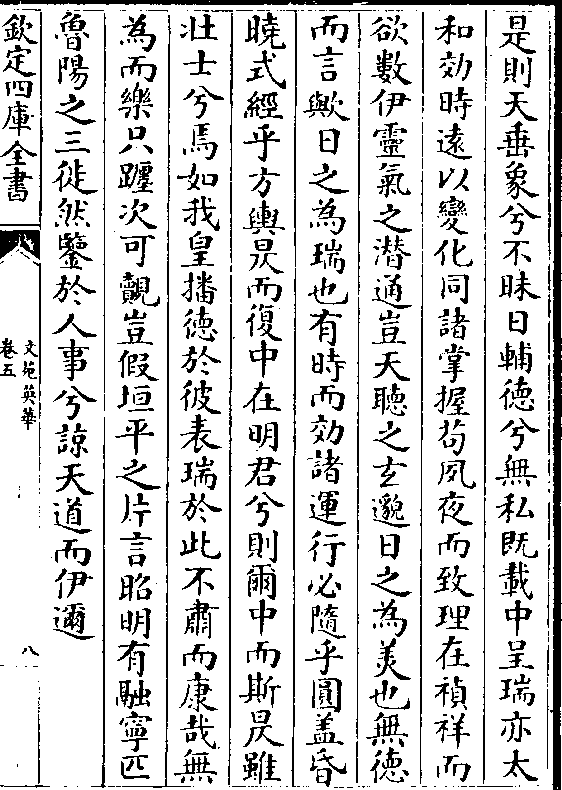 是則天垂象兮不昧日輔德兮無私既載中呈瑞亦太
和効時遠以變化同諸掌握苟夙夜而致理在禎祥而
欲數伊靈氣之潛通豈天聽之𤣥邈日之為美也無德
而言歟日之為瑞也有時而効諸運行必隨乎圓盖昏
曉式經乎方輿昃而復中在明君兮則爾中而斯昃雖
壯士兮焉如我皇播德於彼表瑞於此不肅而康哉無
為而樂只躔次可覿豈假垣平之片言昭明有融寧匹
魯陽之三徙然鑒於人事兮諒天道而伊邇
欽定四庫全書
文苑英華
卷五
八